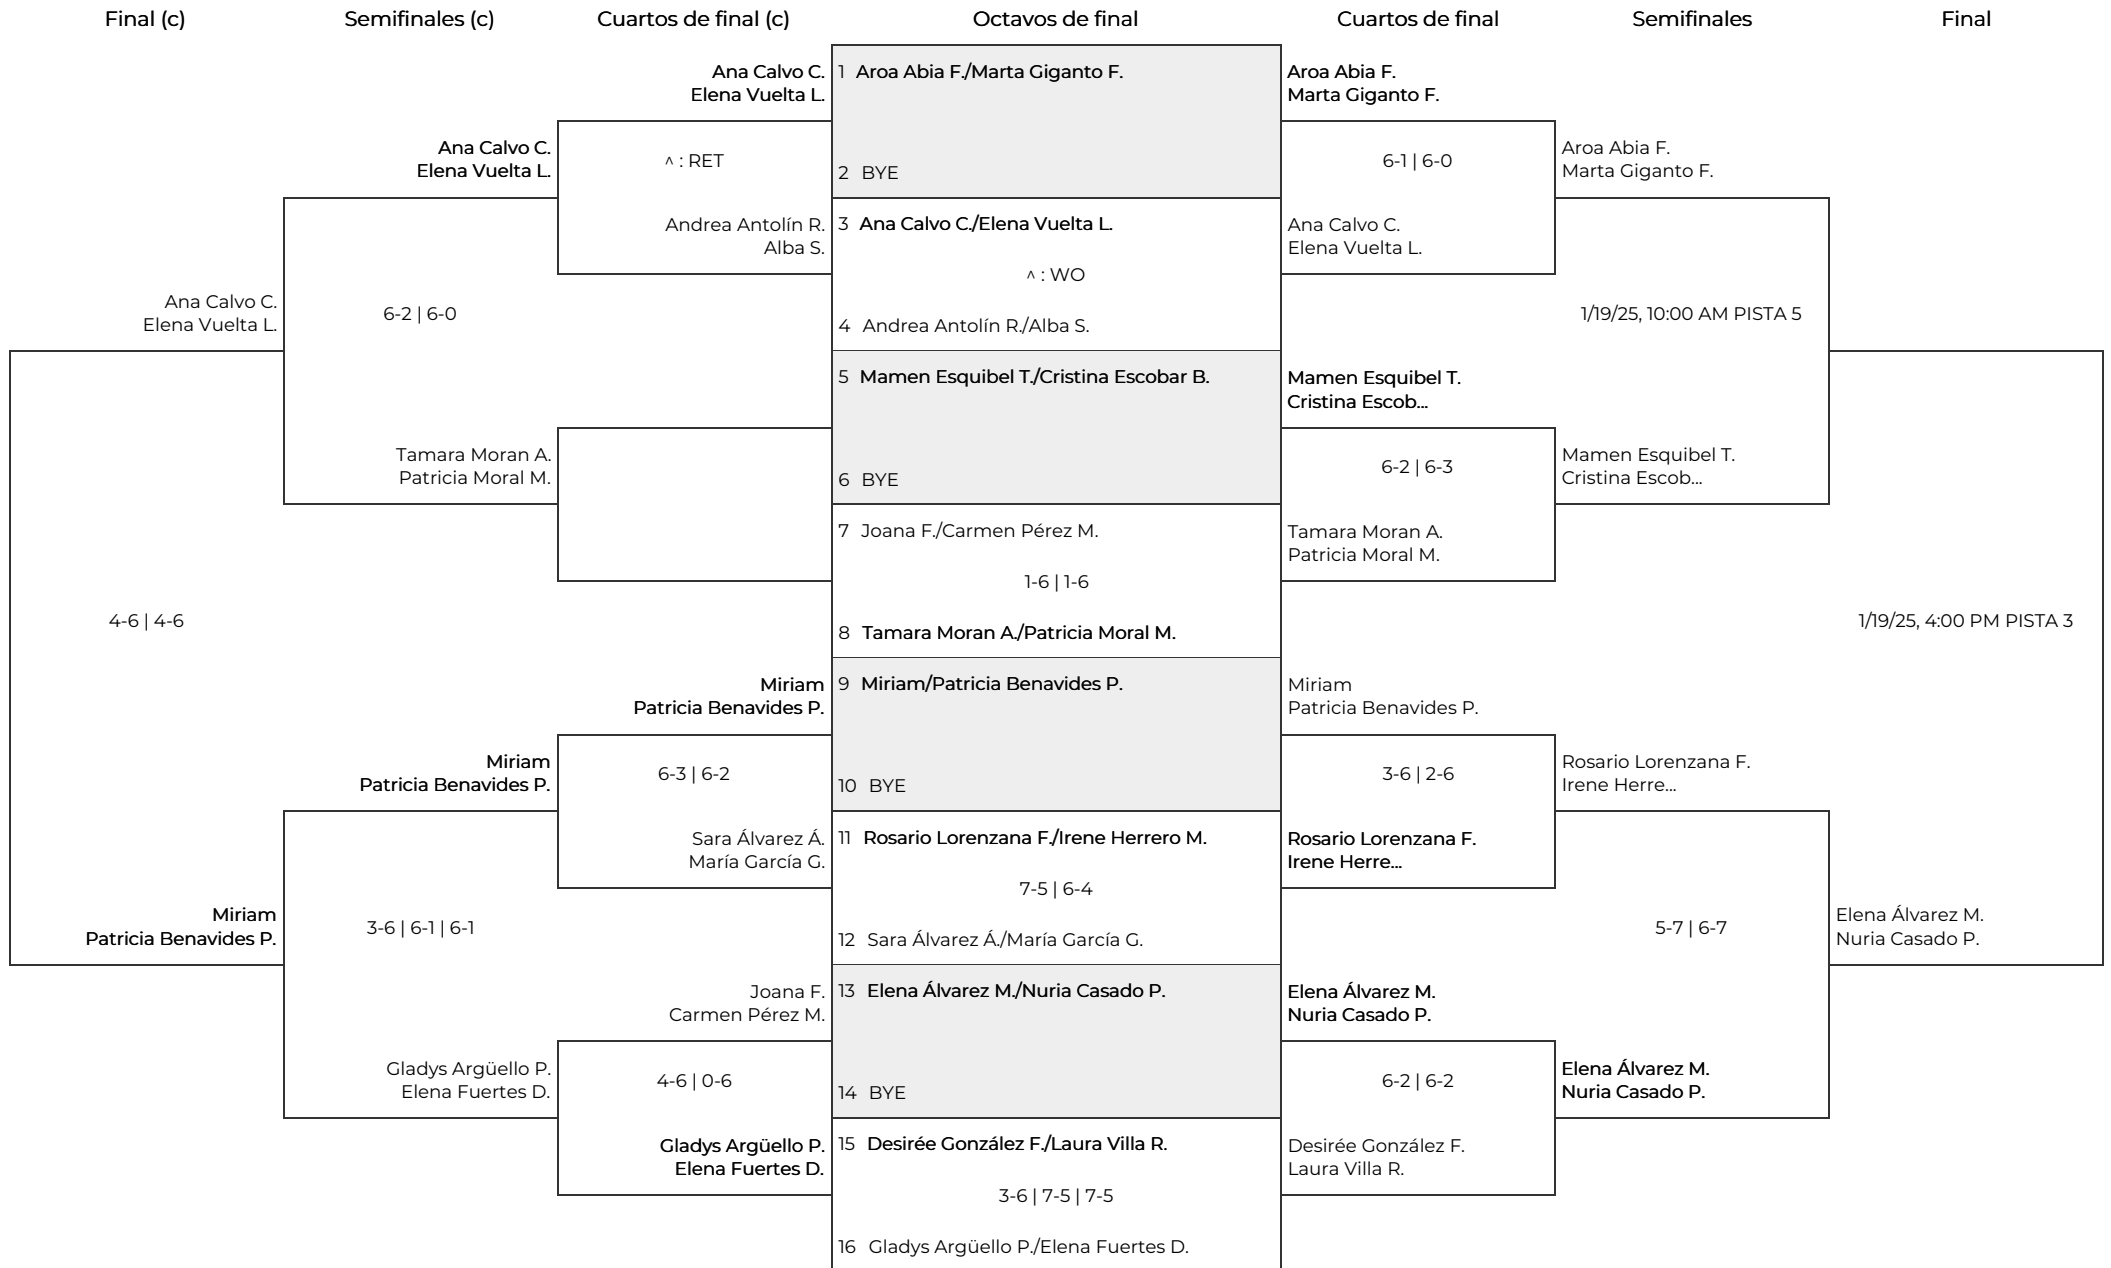 Final (c) Semifinales (c) Cuartos de final (c) Octavos de final Cuartos de final Semifinales Final
Ana Calvo C. 1 Aroa Abia F./Marta Giganto F. Aroa Abia F.
Elena Vuelta L. Marta Giganto F.
Ana Calvo C. ^ : RET 6-1 | 6-0 Aroa Abia F.
Elena Vuelta L. 2 BYE Marta Giganto F.
Andrea Antolín R. 3 Ana Calvo C./Elena Vuelta L. Ana Calvo C.
Alba S. Elena Vuelta L.
^ : WO
Ana Calvo C. 6-2 | 6-0 1/19/25, 10:00 AM PISTA 5
Elena Vuelta L. 4 Andrea Antolín R./Alba S.
5 Mamen Esquibel T./Cristina Escobar B. Mamen Esquibel T.
Cristina Escob...
Tamara Moran A. 6-2 | 6-3 Mamen Esquibel T.
Patricia Moral M. 6 BYE Cristina Escob...
7 Joana F./Carmen Pérez M. Tamara Moran A.
Patricia Moral M.
1-6 | 1-6
4-6 | 4-6 8 Tamara Moran A./Patricia Moral M. 1/19/25, 4:00 PM PISTA 3
Miriam 9 Miriam/Patricia Benavides P. Miriam
Patricia Benavides P. Patricia Benavides P.
Miriam 6-3 | 6-2 3-6 | 2-6 Rosario Lorenzana F.
Patricia Benavides P. 10 BYE Irene Herre...
Sara Álvarez Á. 11 Rosario Lorenzana F./Irene Herrero M. Rosario Lorenzana F.
María García G. Irene Herre...
7-5 | 6-4
Miriam 3-6 | 6-1 | 6-1 5-7 | 6-7 Elena Álvarez M.
Patricia Benavides P. 12 Sara Álvarez Á./María García G. Nuria Casado P.
Joana F. 13 Elena Álvarez M./Nuria Casado P. Elena Álvarez M.
Carmen Pérez M. Nuria Casado P.
Gladys Argüello P. 4-6 | 0-6 6-2 | 6-2 Elena Álvarez M.
Elena Fuertes D. 14 BYE Nuria Casado P.
Gladys Argüello P. 15 Desirée González F./Laura Villa R. Desirée González F.
Elena Fuertes D. Laura Villa R.
3-6 | 7-5 | 7-5
16 Gladys Argüello P./Elena Fuertes D.